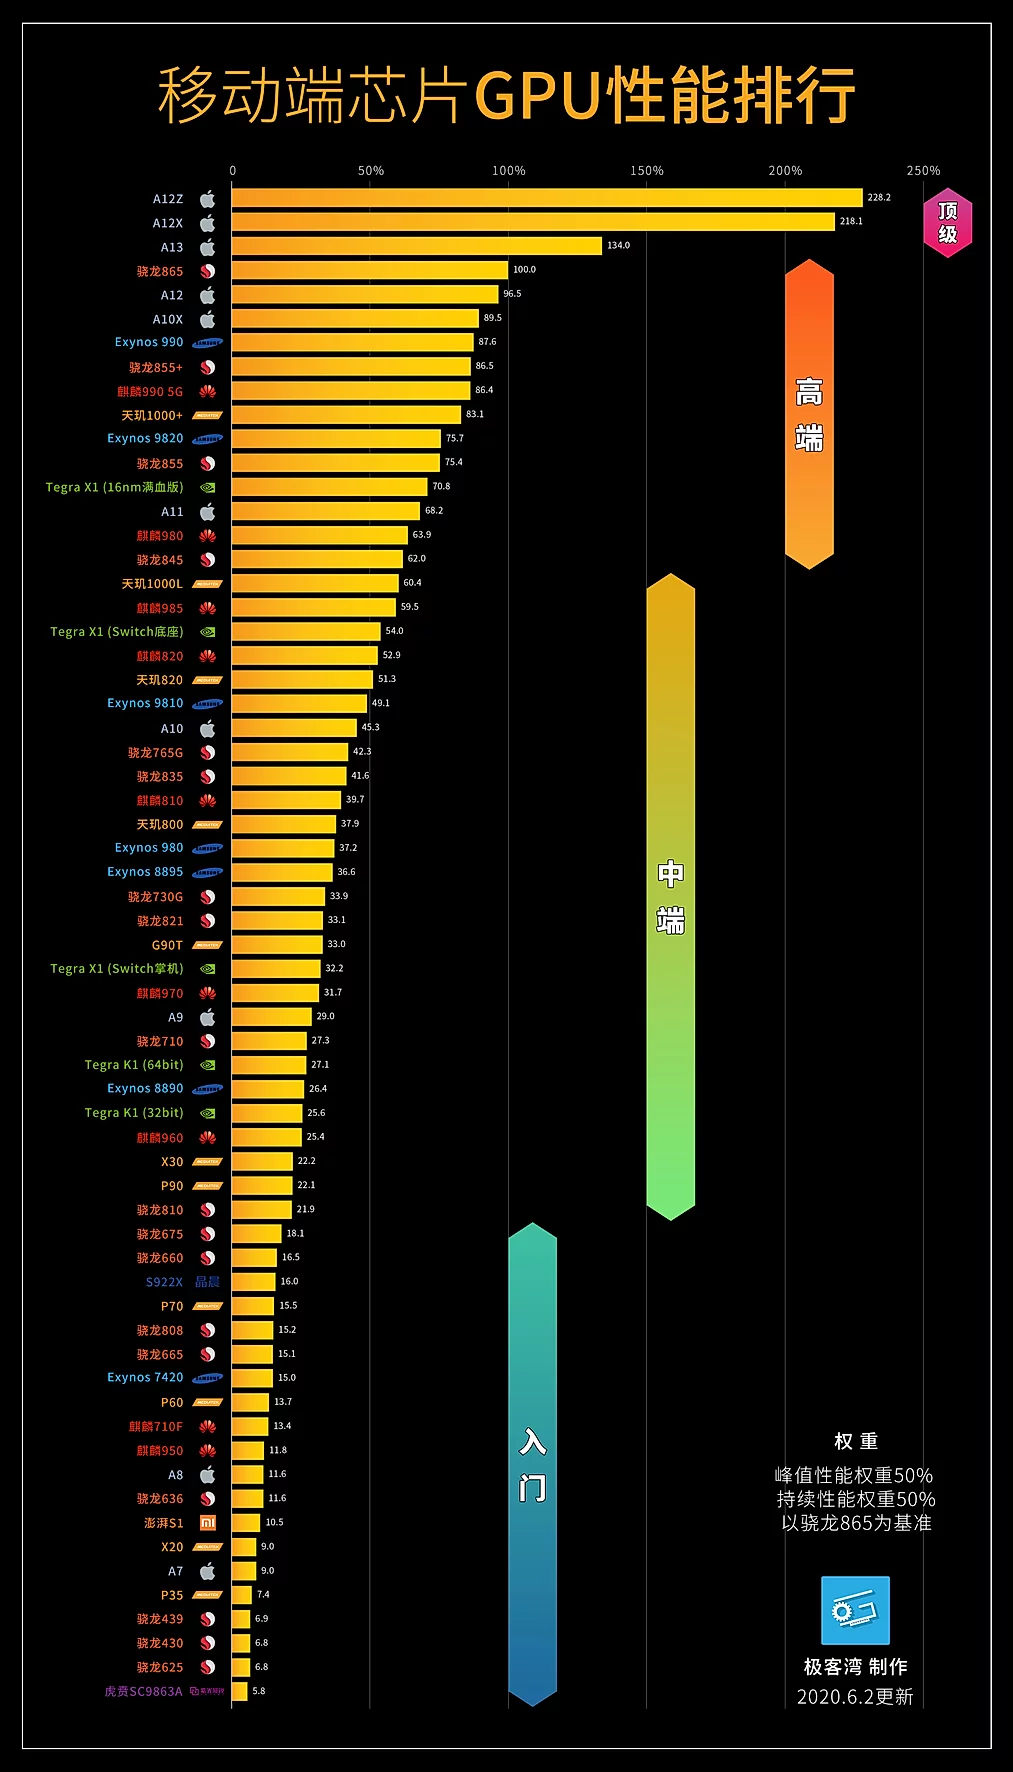 移动端芯片GPU性能排行
0 50% 100% 150% 200% 250%
A12Z 228.2
A12X 218.1
A13 134.0
骁龙865 100.0
A12 96.5
A10X 89.5
Exynos 990 87.6
骁龙855+ 86.5
麒麟990 5G 86.4
天玑1000+ MEDIATEK 83.1
Exynos 9820 75.7
骁龙855 75.4
Tegra X1 (16nm满血版) 70.8
A11 68.2
麒麟980 63.9
骁龙845 62.0
天玑1000L MEDIATEK 60.4
麒麟985 59.5
Tegra X1 (Switch底座) 54.0
麒麟820 52.9
天玑820 MEDIATEK 51.3
Exynos 9810 49.1
A10 45.3
骁龙765G 42.3
骁龙835 41.6
麒麟810 39.7
天玑800 MEDIATEK 37.9
Exynos 980 37.2
Exynos 8895 36.6
骁龙730G 33.9
骁龙821 33.1
G90T MEDIATEK 33.0
Tegra X1 (Switch掌机) 32.2
麒麟970 31.7
A9 29.0
骁龙710 27.3
Tegra K1 (64bit) 27.1
Exynos 8890 26.4
Tegra K1 (32bit) 25.6
麒麟960 25.4
X30 MEDIATEK 22.2
P90 MEDIATEK 22.1
骁龙810 21.9
骁龙675 18.1
骁龙660 16.5
S922X 晶晨 16.0
P70 MEDIATEK 15.5
骁龙808 15.2
骁龙665 15.1
Exynos 7420 15.0
P60 MEDIATEK 13.7
麒麟710F 13.4
麒麟950 11.8
A8 11.6
骁龙636 11.6
澎湃S1 mi 10.5
X20 MEDIATEK 9.0
A7 9.0
P35 MEDIATEK 7.4
骁龙439 6.9
骁龙430 6.8
骁龙625 6.8
虎贲SC9863A 紫光展锐 5.8
顶级
高端
中端
入门
权重
峰值性能权重50%
持续性能权重50%
以骁龙865为基准
极客湾 制作
2020.6.2更新